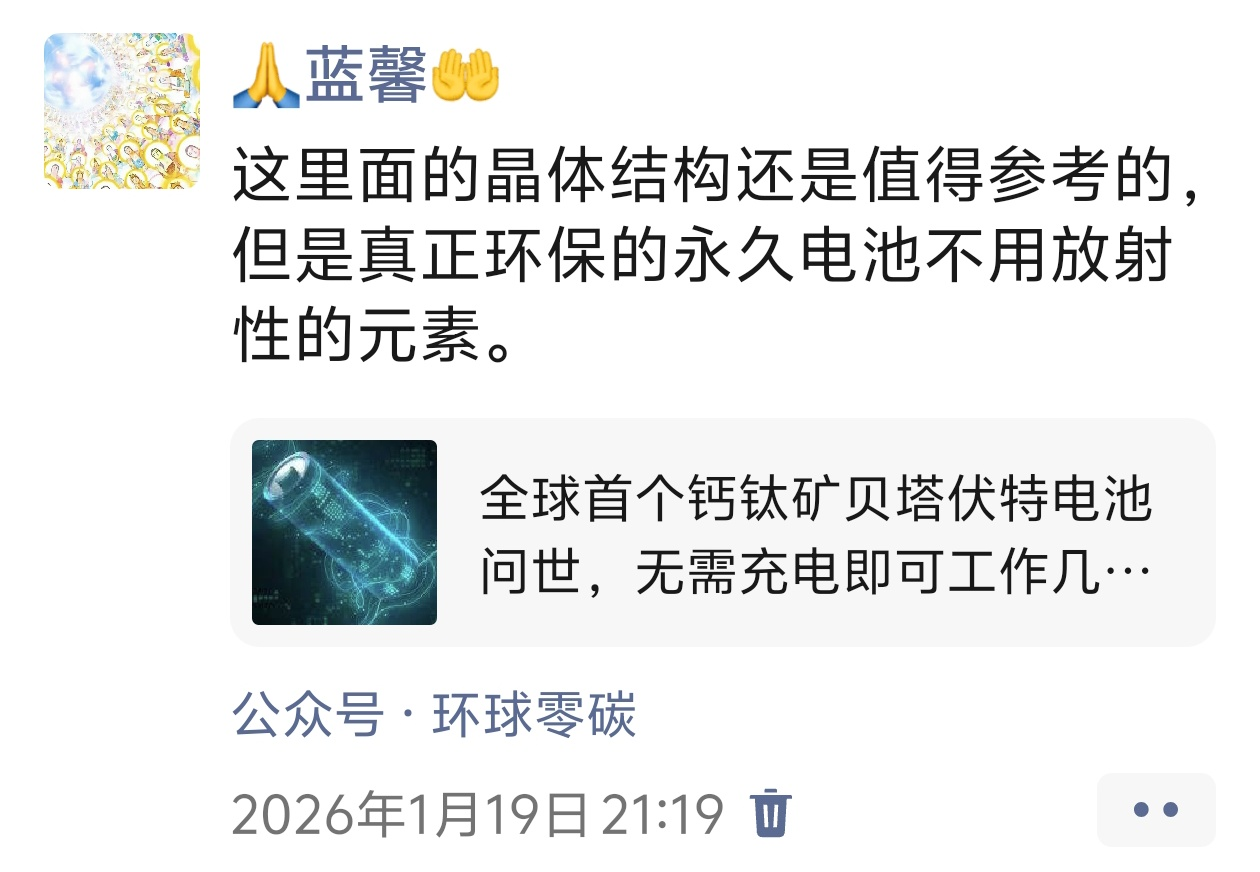 🙏蓝馨🤲
这里面的晶体结构还是值得参考的，
但是真正环保的永久电池不用放射
性的元素。
全球首个钙钛矿贝塔伏特电池
问世，无需充电即可工作几…
公众号 · 环球零碳
2026年1月19日 21:19